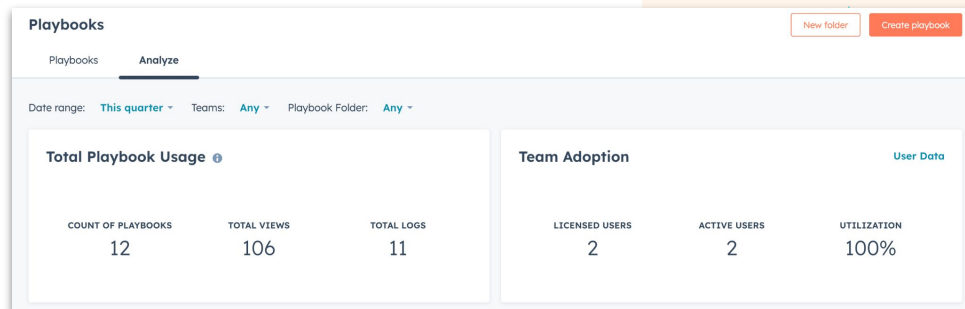 Playbooks
New folder
Create playbook
Playbooks
Analyze
Date range: This quarter Teams: Any Playbook Folder: Any
Total Playbook Usage
COUNT OF PLAYBOOKS TOTAL VIEWS TOTAL LOGS
12 106 11
Team Adoption
User Data
LICENSED USERS ACTIVE USERS UTILIZATION
2 2 100%